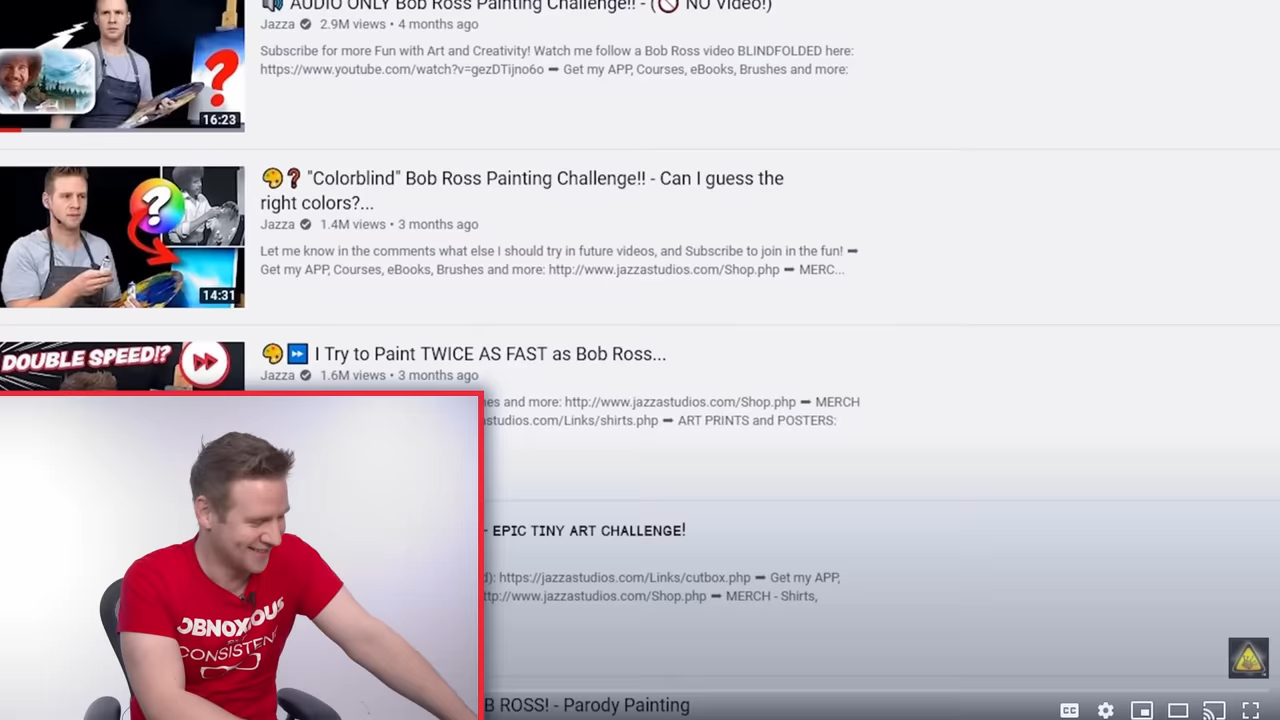 AUDIO ONLY Bob Ross Painting Challenge!! - (🚫 NO Video!)
Jazza 2.9M views • 4 months ago
Subscribe for more Fun with Art and Creativity! Watch me follow a Bob Ross video BLINDFOLDED here:
https://www.youtube.com/watch?v=gezDTijno6o ➡ Get my APP, Courses, eBooks, Brushes and more:
?
16:23
🎨❓ "Colorblind" Bob Ross Painting Challenge!! - Can I guess the
right colors?...
Jazza 1.4M views • 3 months ago
Let me know in the comments what else I should try in future videos, and Subscribe to join in the fun! ➡
Get my APP, Courses, eBooks, Brushes and more: http://www.jazzastudios.com/Shop.php ➡ MERC...
?
14:31
DOUBLE SPEED!?
🎨⏩ I Try to Paint TWICE AS FAST as Bob Ross...
Jazza 1.6M views • 3 months ago
and more: http://www.jazzastudios.com/Shop.php ➡ MERCH
.com/Links/shirts.php ➡ ART PRINTS and POSTERS:
- EPIC TINY ART CHALLENGE!
https://jazzastudios.com/Links/cutbox.php ➡ Get my APP,
http://www.jazzastudios.com/Shop.php ➡ MERCH - Shirts,
ROSS! - Parody Painting
OBNOXIOUS
CONSISTENT
CC